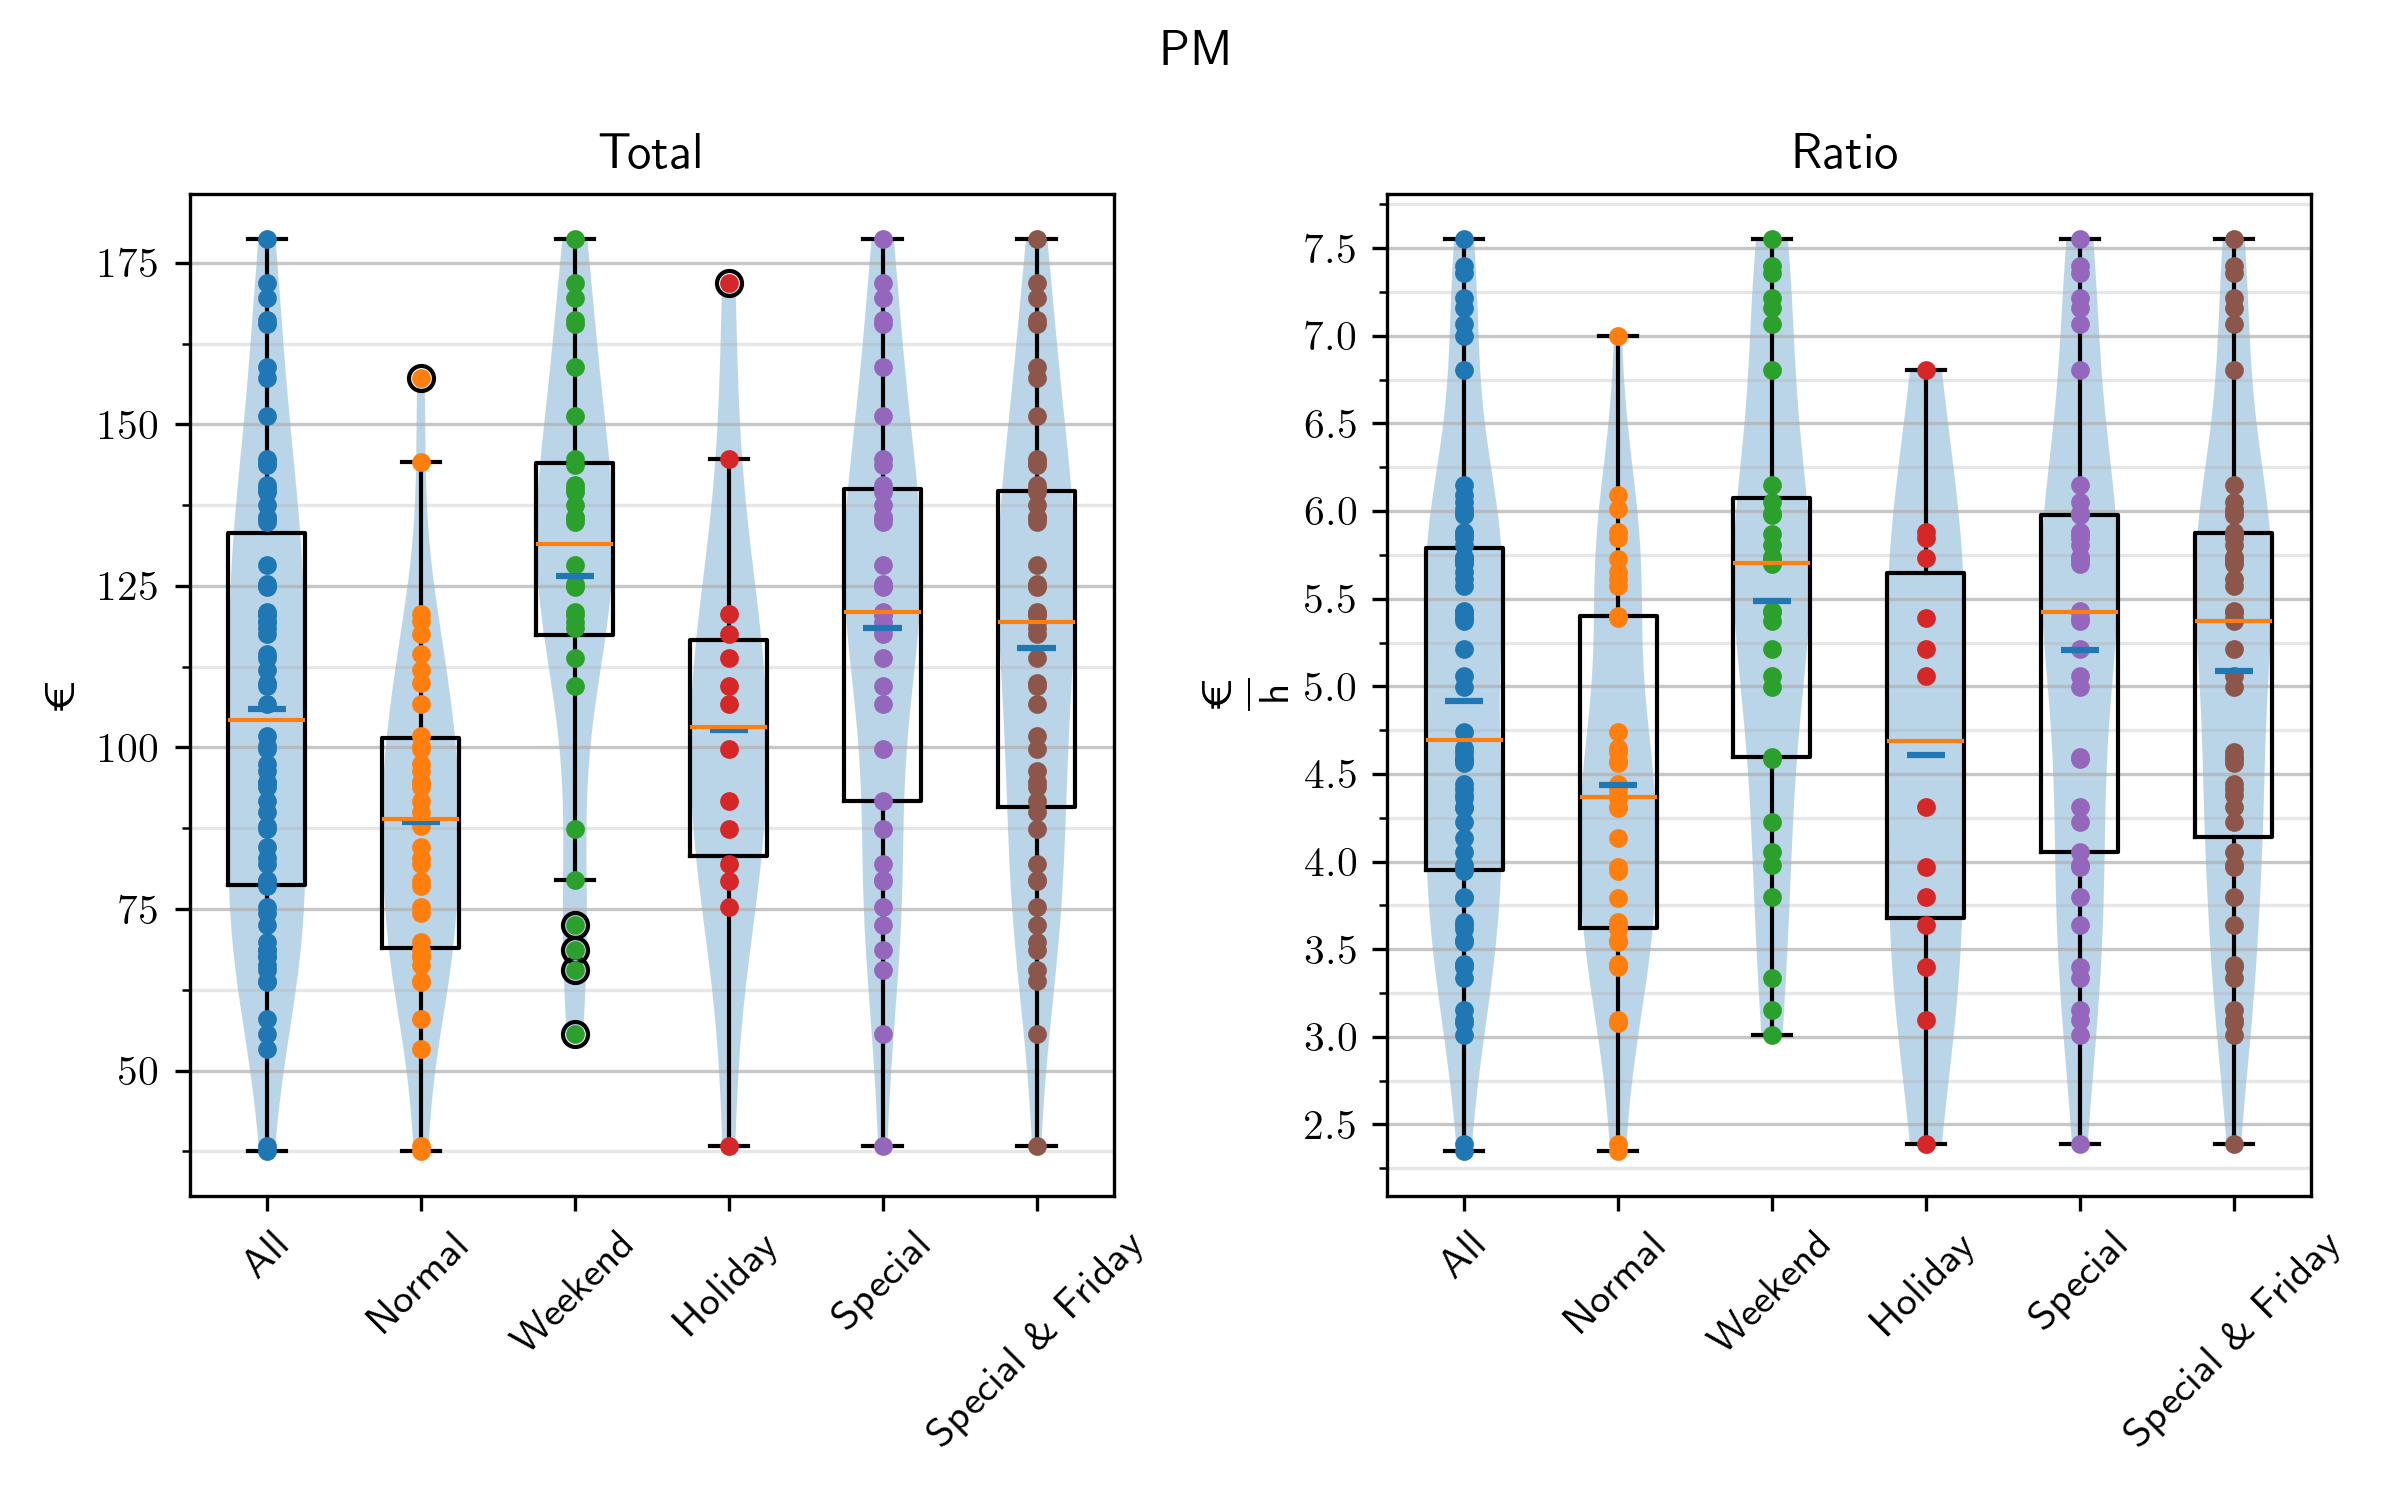 PM
Total
€
175
150
125
100
75
50
All
Normal
Weekend
Holiday
Special
Special & Friday
Ratio
€
h
7.5
7.0
6.5
6.0
5.5
5.0
4.5
4.0
3.5
3.0
2.5
All
Normal
Weekend
Holiday
Special
Special & Friday